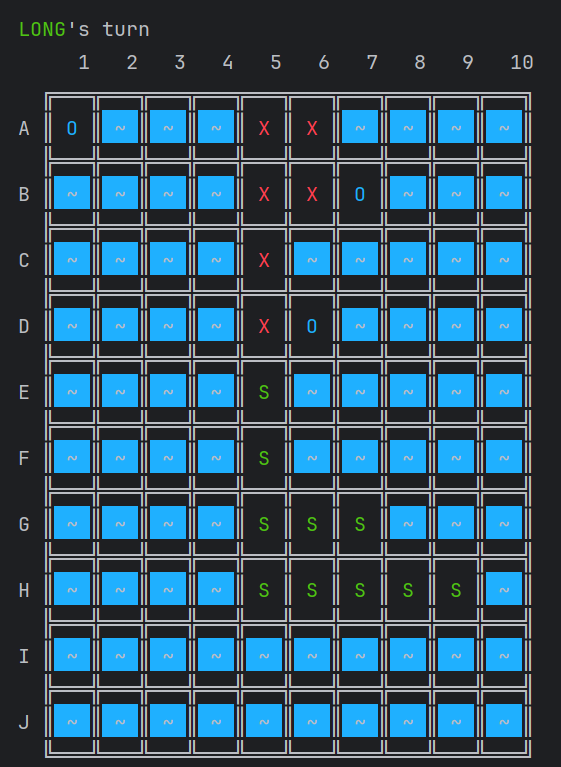 LONG's turn
1 2 3 4 5 6 7 8 9 10
A O ~ ~ ~ X X ~ ~ ~ ~
B ~ ~ ~ ~ X X O ~ ~ ~
C ~ ~ ~ ~ X ~ ~ ~ ~ ~
D ~ ~ ~ ~ X O ~ ~ ~ ~
E ~ ~ ~ ~ S ~ ~ ~ ~ ~
F ~ ~ ~ ~ S ~ ~ ~ ~ ~
G ~ ~ ~ ~ S S S ~ ~ ~
H ~ ~ ~ ~ S S S S S ~
I ~ ~ ~ ~ ~ ~ ~ ~ ~ ~
J ~ ~ ~ ~ ~ ~ ~ ~ ~ ~